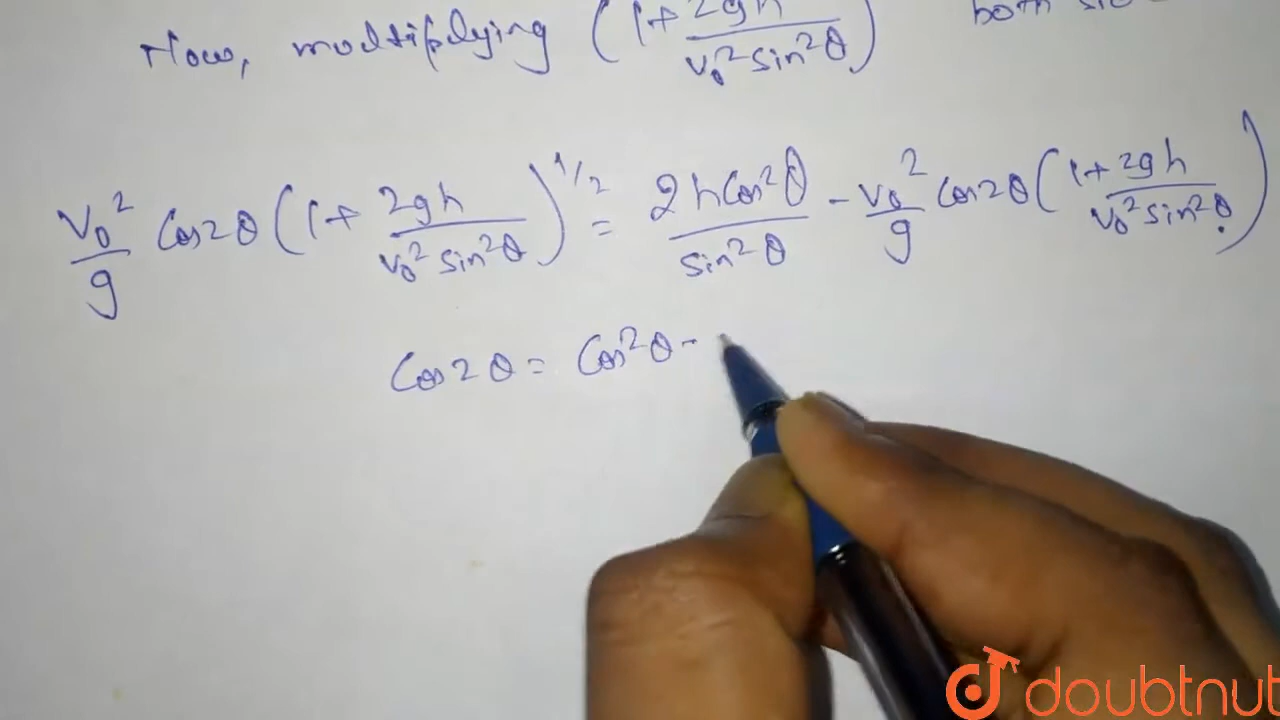 Now, multiplying (1+ 2gh/v₀² sin²θ) both
v₀²/g cos2θ (1+ 2gh/v₀² sin²θ)^1/2 = 2h cos²θ/sin²θ - v₀²/g cos2θ (1+ 2gh/v₀² sin²θ)
cos2θ = cos²θ -
doubtnut